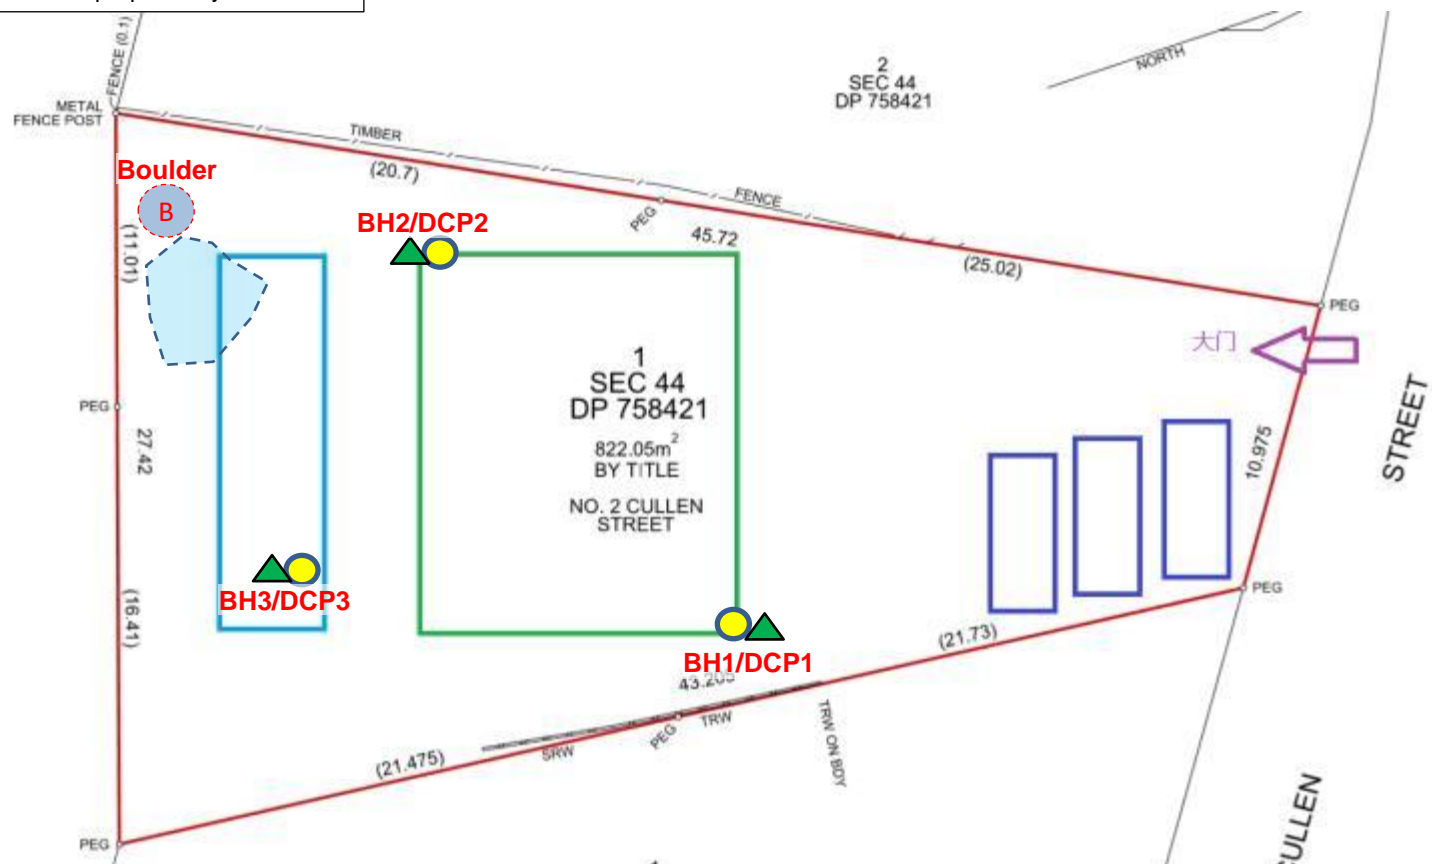 FENCE (0.1)
METAL
FENCE POST
TIMBER
(20.7)
2
SEC 44
DP 758421
NORTH
Boulder
B
BH2/DCP2
PEG
FENCE
45.72
(25.02)
PEG
(11.01)
大门
1
SEC 44
DP 758421
822.05m2
BY TITLE
NO. 2 CULLEN
STREET
PEG
27.42
10.975
STREET
BH3/DCP3
(16.41)
PEG
BH1/DCP1
(21.73)
43.205
TRW
PEG
SRW
TRW ON BDY
(21.475)
PEG
CULLEN